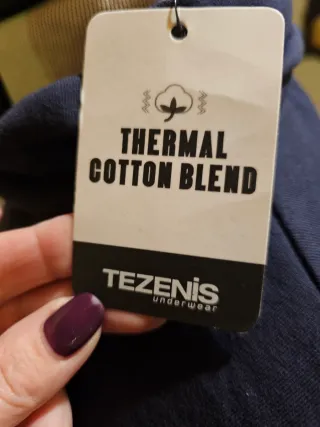 THERMAL
COTTON BLEND
TEZENIS
underwear